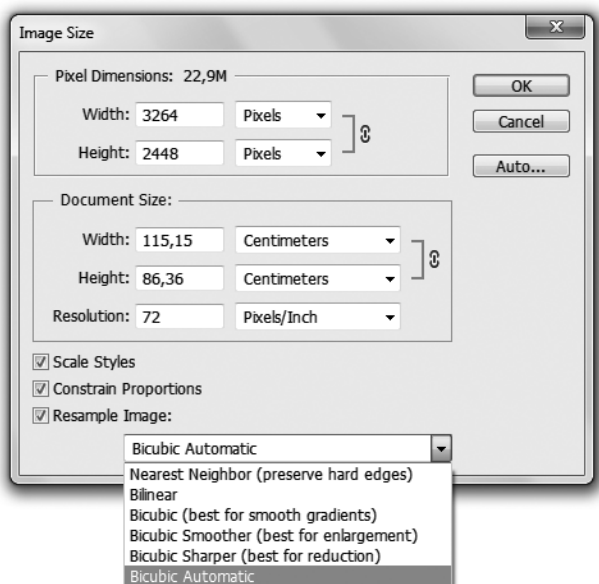 Image Size
Pixel Dimensions: 22,9M
Width: 3264 Pixels
Height: 2448 Pixels
OK
Cancel
Auto...
Document Size:
Width: 115,15 Centimeters
Height: 86,36 Centimeters
Resolution: 72 Pixels/Inch
Scale Styles
Constrain Proportions
Resample Image:
Bicubic Automatic
Nearest Neighbor (preserve hard edges)
Bilinear
Bicubic (best for smooth gradients)
Bicubic Smoother (best for enlargement)
Bicubic Sharper (best for reduction)
Bicubic Automatic